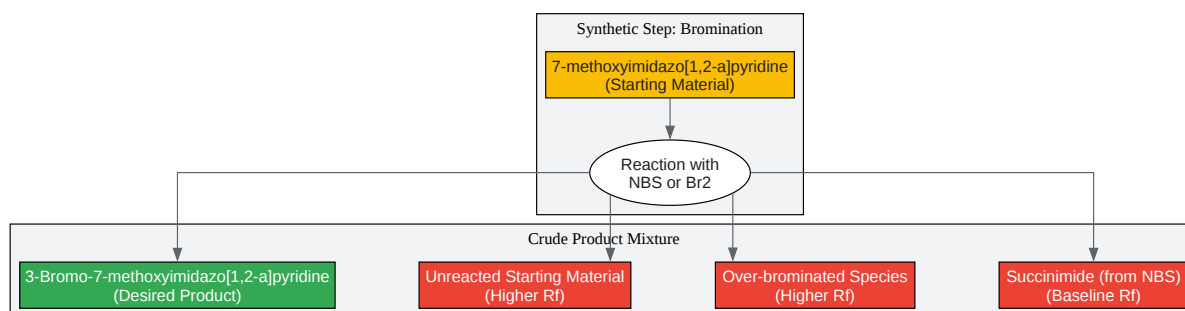 Synthetic Step: Bromination
7-methoxyimidazo[1,2-a]pyridine
(Starting Material)
Reaction with
NBS or Br2
Crude Product Mixture
3-Bromo-7-methoxyimidazo[1,2-a]pyridine
(Desired Product)
Unreacted Starting Material
(Higher Rf)
Over-brominated Species
(Higher Rf)
Succinimide (from NBS)
(Baseline Rf)